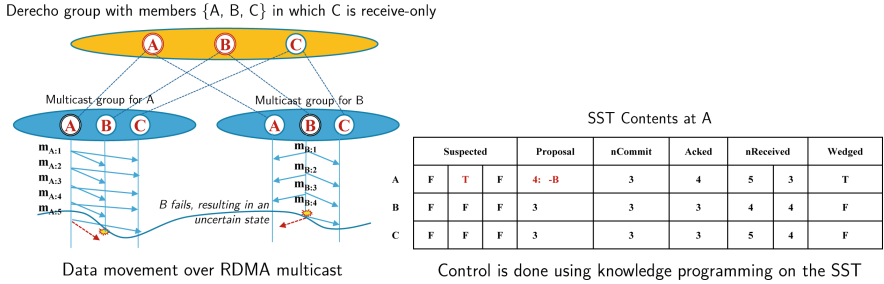 Derecho group with members {A, B, C} in which C is receive-only
A B C
Multicast group for A
Multicast group for B
A B C
A B C
mA:1
mA:2
mA:3
mA:4
mA:5
mB:1
mB:2
mB:3
mB:4
B fails, resulting in an
uncertain state
Data movement over RDMA multicast
SST Contents at A
Suspected Proposal nCommit Acked nReceived Wedged
A F T F 4: -B 3 4 5 3 T
B F F F 3 3 3 4 4 F
C F F F 3 3 3 5 4 F
Control is done using knowledge programming on the SST